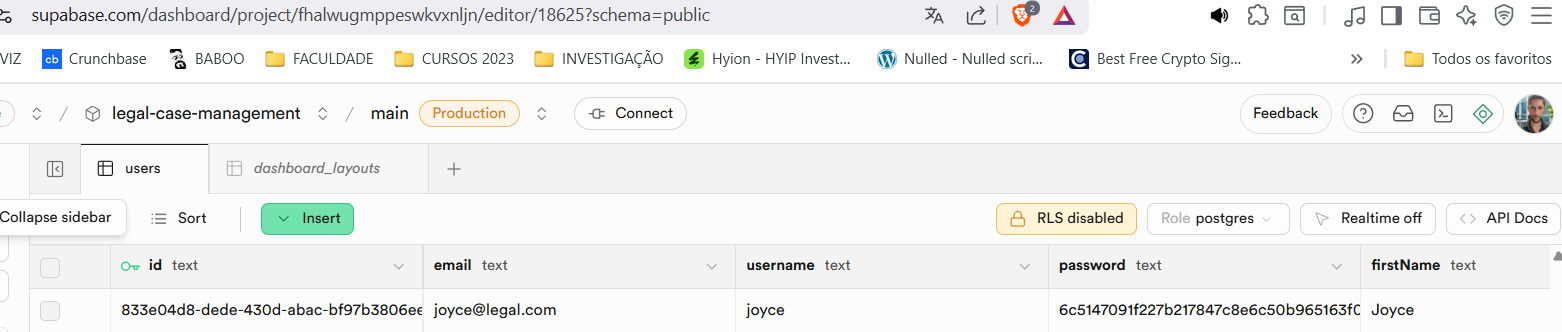 supabase.com/dashboard/project/fhalwugmppeswkvxnljn/editor/18625?schema=public 2
VIZ cb Crunchbase BABOO FACULDADE CURSOS 2023 INVESTIGAÇÃO Hyion - HYIP Invest... Nulled - Nulled scri... Best Free Crypto Sig... » Todos os favoritos
/ legal-case-management / main Production Connect Feedback
users dashboard_layouts +
Collapse sidebar Sort Insert RLS disabled Role postgres Realtime off API Docs
id text email text username text password text firstName text
833e04d8-dede-430d-abac-bf97b3806ee joyce@legal.com joyce 6c5147091f227b217847c8e6c50b965163f0 Joyce